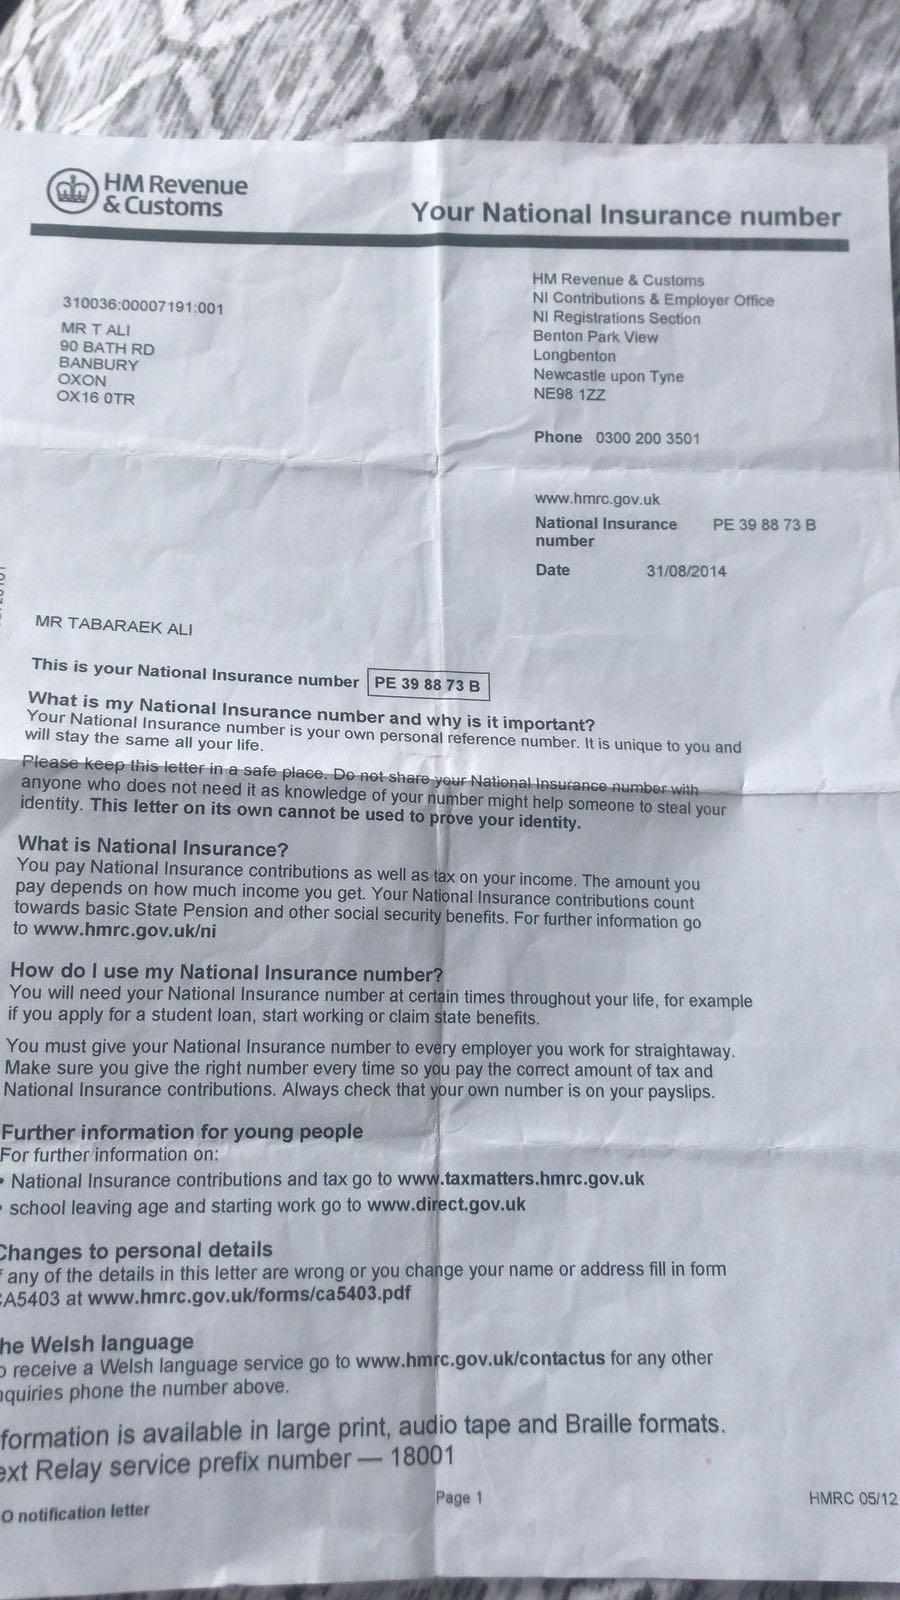 HM Revenue
& Customs
Your National Insurance number
310036:00007191:001
MR T ALI
90 BATH RD
BANBURY
OXON
OX16 0TR
HM Revenue & Customs
NI Contributions & Employer Office
NI Registrations Section
Benton Park View
Longbenton
Newcastle upon Tyne
NE98 1ZZ
Phone 0300 200 3501
www.hmrc.gov.uk
National Insurance number PE 39 88 73 B
Date 31/08/2014
MR TABARAEK ALI
This is your National Insurance number PE 39 88 73 B
What is my National Insurance number and why is it important?
Your National Insurance number is your own personal reference number. It is unique to you and
will stay the same all your life.
Please keep this letter in a safe place. Do not share your National Insurance number with
anyone who does not need it as knowledge of your number might help someone to steal your
identity. This letter on its own cannot be used to prove your identity.
What is National Insurance?
You pay National Insurance contributions as well as tax on your income. The amount you
pay depends on how much income you get. Your National Insurance contributions count
towards basic State Pension and other social security benefits. For further information go
to www.hmrc.gov.uk/ni
How do I use my National Insurance number?
You will need your National Insurance number at certain times throughout your life, for example
if you apply for a student loan, start working or claim state benefits.
You must give your National Insurance number to every employer you work for straightaway.
Make sure you give the right number every time so you pay the correct amount of tax and
National Insurance contributions. Always check that your own number is on your payslips.
Further information for young people
For further information on:
• National Insurance contributions and tax go to www.taxmatters.hmrc.gov.uk
• school leaving age and starting work go to www.direct.gov.uk
Changes to personal details
f any of the details in this letter are wrong or you change your name or address fill in form
CA5403 at www.hmrc.gov.uk/forms/ca5403.pdf
he Welsh language
o receive a Welsh language service go to www.hmrc.gov.uk/contactus for any other
nquiries phone the number above.
formation is available in large print, audio tape and Braille formats.
ext Relay service prefix number — 18001
O notification letter
Page 1
HMRC 05/12